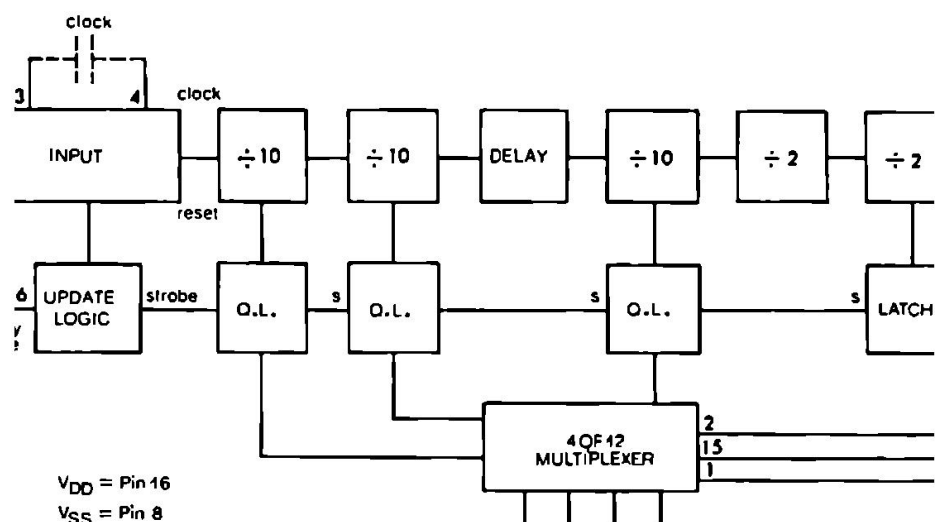 clock
3
4
clock
INPUT
÷10
÷10
DELAY
÷10
÷2
÷2
reset
6
UPDATE
LOGIC
strobe
Q.L.
s
Q.L.
s
Q.L.
s
LATCH
4 OF 12
MULTIPLEXER
2
15
1
VDD = Pin 16
VSS = Pin 8